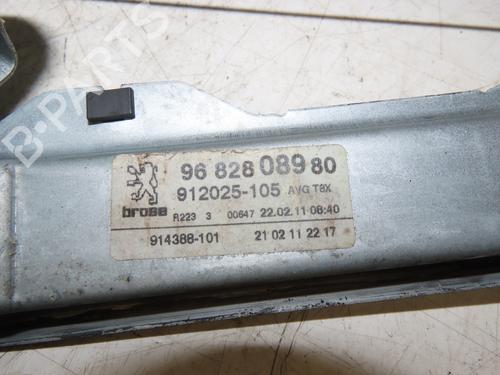 B-PARTS
96 828 089 80
912025-105 AVG T8X
brose R223 3 00647 22.02.11 08:40
914388-101 21 02 11 22 17